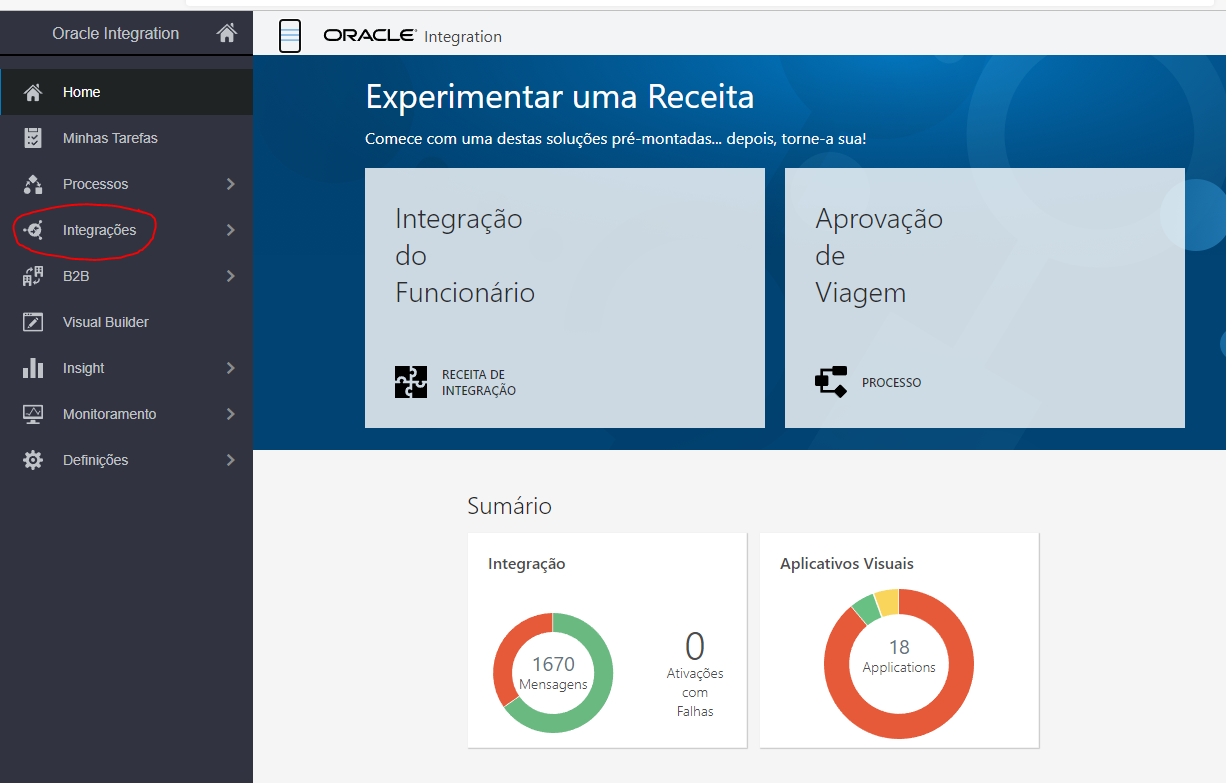 Oracle Integration
Home
Minhas Tarefas
Processos
Integrações
B2B
Visual Builder
Insight
Monitoramento
Definições
ORACLE Integration
Experimentar uma Receita
Comece com uma destas soluções pré-montadas... depois, torne-a sua!
Integração
do
Funcionário
RECEITA DE
INTEGRAÇÃO
Aprovação
de
Viagem
PROCESSO
Sumário
Integração
1670
Mensagens
0
Ativações
com
Falhas
Aplicativos Visuais
18
Applications